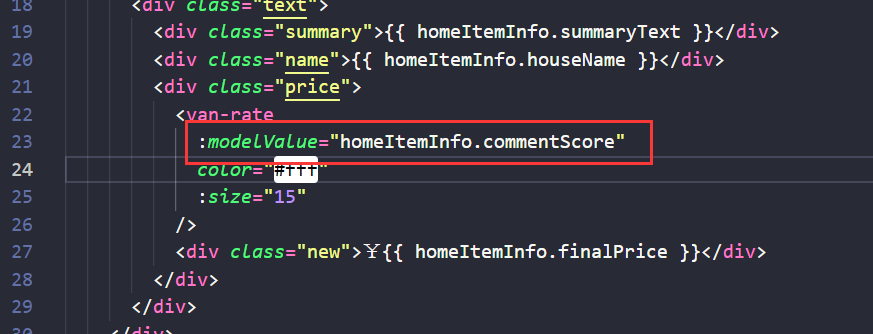 18 <div class="text">
19 <div class="summary">{{ homeItemInfo.summaryText }}</div>
20 <div class="name">{{ homeItemInfo.houseName }}</div>
21 <div class="price">
22 <van-rate
23 :modelValue="homeItemInfo.commentScore"
24 color="#fff"
25 :size="15"
26 />
27 <div class="new">¥{{ homeItemInfo.finalPrice }}</div>
28 </div>
29 </div>
30 </div>